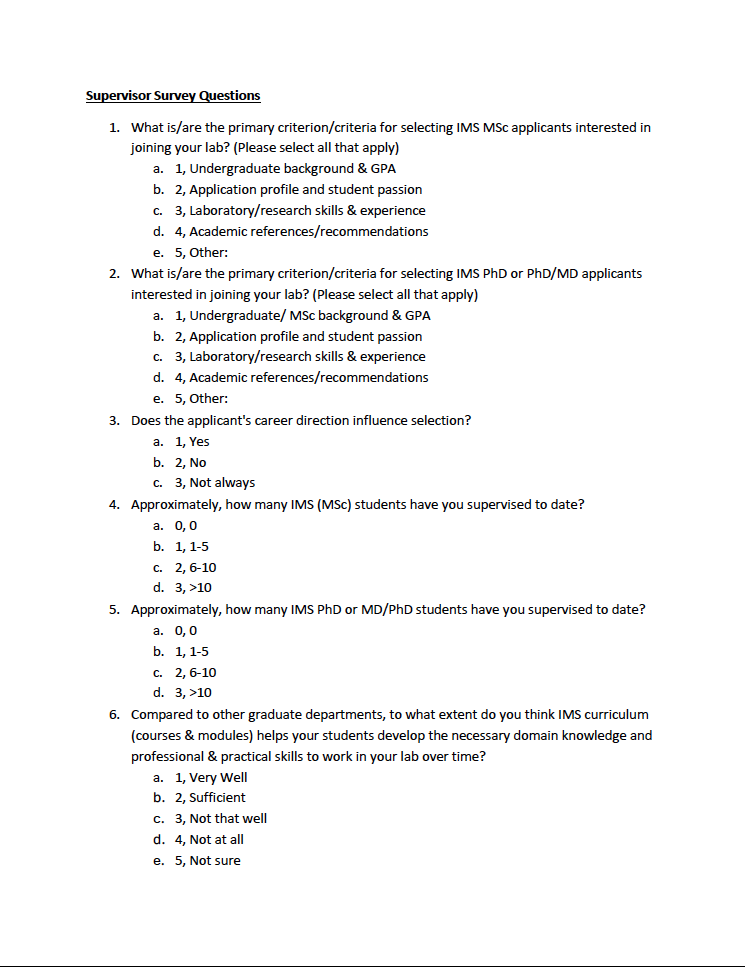 Supervisor Survey Questions
1. What is/are the primary criterion/criteria for selecting IMS MSc applicants interested in
joining your lab? (Please select all that apply)
a. 1, Undergraduate background & GPA
b. 2, Application profile and student passion
c. 3, Laboratory/research skills & experience
d. 4, Academic references/recommendations
e. 5, Other:
2. What is/are the primary criterion/criteria for selecting IMS PhD or PhD/MD applicants
interested in joining your lab? (Please select all that apply)
a. 1, Undergraduate/ MSc background & GPA
b. 2, Application profile and student passion
c. 3, Laboratory/research skills & experience
d. 4, Academic references/recommendations
e. 5, Other:
3. Does the applicant's career direction influence selection?
a. 1, Yes
b. 2, No
c. 3, Not always
4. Approximately, how many IMS (MSc) students have you supervised to date?
a. 0, 0
b. 1, 1-5
c. 2, 6-10
d. 3, >10
5. Approximately, how many IMS PhD or MD/PhD students have you supervised to date?
a. 0, 0
b. 1, 1-5
c. 2, 6-10
d. 3, >10
6. Compared to other graduate departments, to what extent do you think IMS curriculum
(courses & modules) helps your students develop the necessary domain knowledge and
professional & practical skills to work in your lab over time?
a. 1, Very Well
b. 2, Sufficient
c. 3, Not that well
d. 4, Not at all
e. 5, Not sure